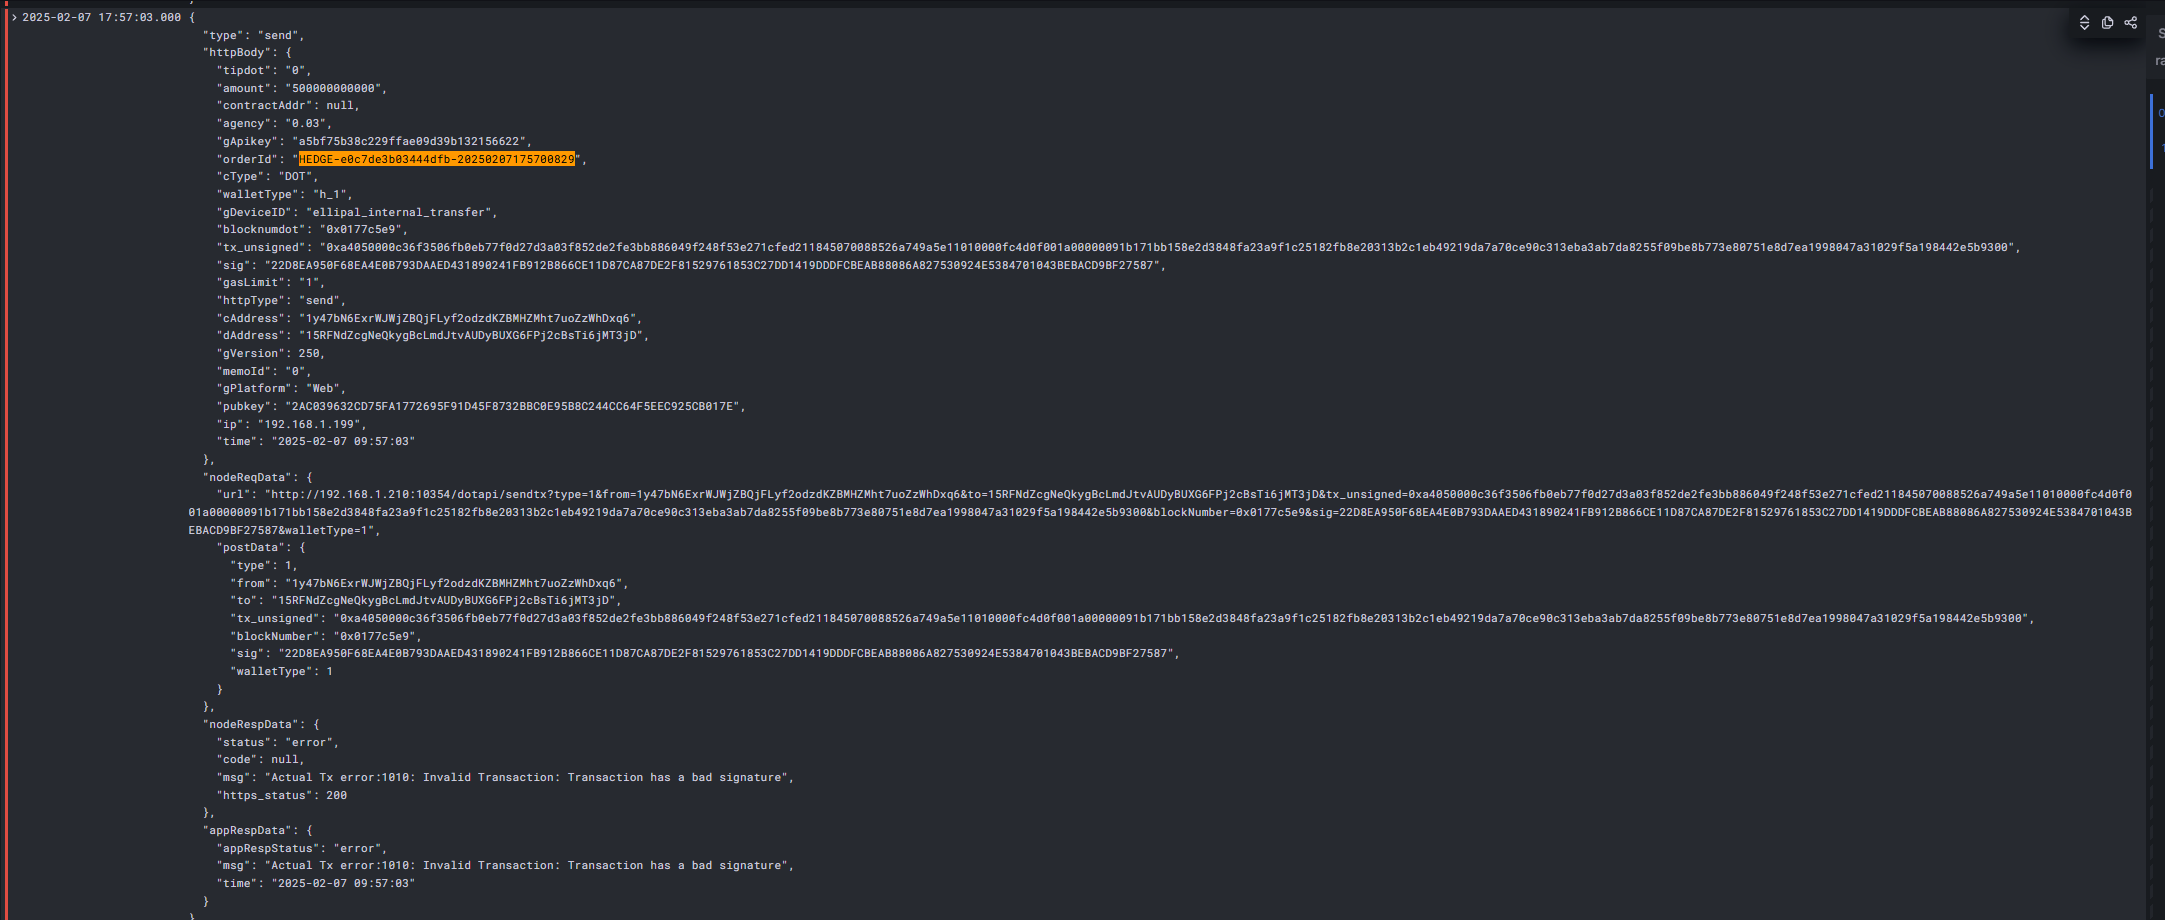 2025-02-07 17:57:03.000 {
"type": "send",
"httpBody": {
"tipdot": "0",
"amount": "500000000000",
"contractAddr": null,
"agency": "0.03",
"gApikey": "a5bf75b38c229ffae09d39b132156622",
"orderId": "HEDGE-e0c7de3b03444dfb-20250207175700829",
"cType": "DOT",
"walletType": "h_1",
"gDeviceID": "ellipal_internal_transfer",
"blocknumdot": "0x0177c5e9",
"tx_unsigned": "0xa4050000c36f3506fb0eb77f0d27d3a03f852de2fe3bb886049f248f53e271cfed211845070088526a749a5e11010000fc4d0f001a00000091b171bb158e2d3848fa23a9f1c25182fb8e20313b2c1eb49219da7a70ce90c313eba3ab7da8255f09be8b773e80751e8d7ea1998047a31029f5a198442e5b9300",
"sig": "22D8EA950F68EA4E0B793DAAED431890241FB912B866CE11D87CA87DE2F81529761853C27DD1419DDDFCBEAB88086A827530924E5384701043BEBACD9BF27587",
"gasLimit": "1",
"httpType": "send",
"cAddress": "1y47bN6ExrWJWjZBQjFLyf2odzdKZBMHZMht7uoZzWhDxq6",
"dAddress": "15RFNdZcgNeQkygBcLmdJtvAUDyBUXG6FPj2cBsTi6jMT3jD",
"gVersion": 250,
"memoId": "0",
"gPlatform": "Web",
"pubkey": "2AC039632CD75FA1772695F91D45F8732BBC0E95B8C244CC64F5EEC925CB017E",
"ip": "192.168.1.199",
"time": "2025-02-07 09:57:03"
},
"nodeReqData": {
"url": "http://192.168.1.210:10354/dotapi/sendtx?type=1&from=1y47bN6ExrWJWjZBQjFLyf2odzdKZBMHZMht7uoZzWhDxq6&to=15RFNdZcgNeQkygBcLmdJtvAUDyBUXG6FPj2cBsTi6jMT3jD&tx_unsigned=0xa4050000c36f3506fb0eb77f0d27d3a03f852de2fe3bb886049f248f53e271cfed211845070088526a749a5e11010000fc4d0f0
01a00000091b171bb158e2d3848fa23a9f1c25182fb8e20313b2c1eb49219da7a70ce90c313eba3ab7da8255f09be8b773e80751e8d7ea1998047a31029f5a198442e5b9300&blockNumber=0x0177c5e9&sig=22D8EA950F68EA4E0B793DAAED431890241FB912B866CE11D87CA87DE2F81529761853C27DD1419DDDFCBEAB88086A827530924E5384701043B
EBACD9BF27587&walletType=1",
"postData": {
"type": 1,
"from": "1y47bN6ExrWJWjZBQjFLyf2odzdKZBMHZMht7uoZzWhDxq6",
"to": "15RFNdZcgNeQkygBcLmdJtvAUDyBUXG6FPj2cBsTi6jMT3jD",
"tx_unsigned": "0xa4050000c36f3506fb0eb77f0d27d3a03f852de2fe3bb886049f248f53e271cfed211845070088526a749a5e11010000fc4d0f001a00000091b171bb158e2d3848fa23a9f1c25182fb8e20313b2c1eb49219da7a70ce90c313eba3ab7da8255f09be8b773e80751e8d7ea1998047a31029f5a198442e5b9300",
"blockNumber": "0x0177c5e9",
"sig": "22D8EA950F68EA4E0B793DAAED431890241FB912B866CE11D87CA87DE2F81529761853C27DD1419DDDFCBEAB88086A827530924E5384701043BEBACD9BF27587",
"walletType": 1
}
},
"nodeRespData": {
"status": "error",
"code": null,
"msg": "Actual Tx error:1010: Invalid Transaction: Transaction has a bad signature",
"https_status": 200
},
"appRespData": {
"appRespStatus": "error",
"msg": "Actual Tx error:1010: Invalid Transaction: Transaction has a bad signature",
"time": "2025-02-07 09:57:03"
}
}